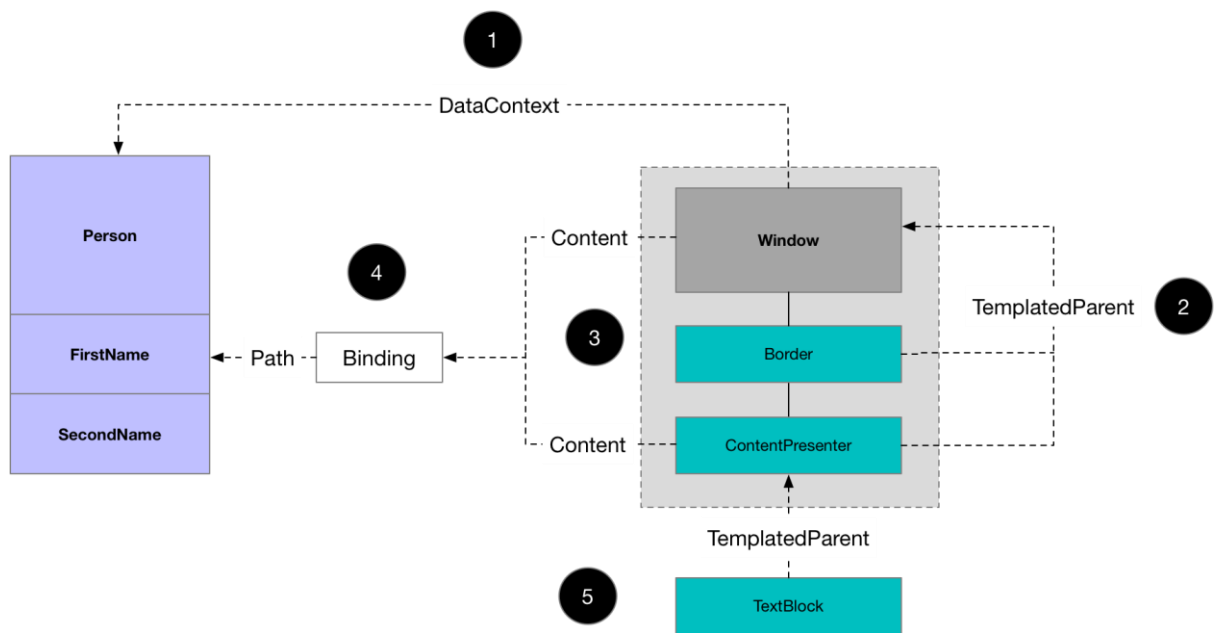 1
DataContext
Person
Content
Window
4
TemplatedParent
2
3
FirstName
Path
Binding
Border
SecondName
Content
ContentPresenter
TemplatedParent
5
TextBlock